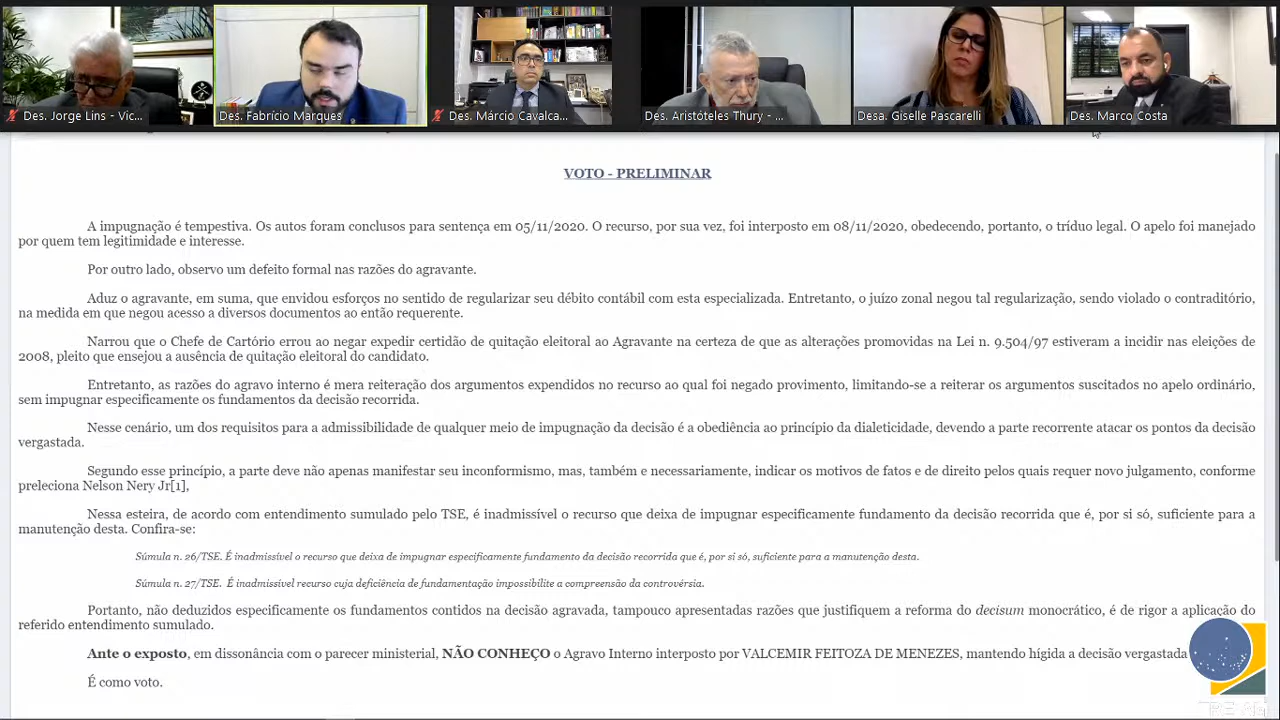 Des. Jorge Lins - Vic...
Des. Fabrício Marques
Des. Márcio Cavalca...
Des. Aristóteles Thury - ...
Desa. Giselle Pascarelli
Des. Marco Costa
VOTO - PRELIMINAR
A impugnação é tempestiva. Os autos foram conclusos para sentença em 05/11/2020. O recurso, por sua vez, foi interposto em 08/11/2020, obedecendo, portanto, o tríduo legal. O apelo foi manejado
por quem tem legitimidade e interesse.
Por outro lado, observo um defeito formal nas razões do agravante.
Aduz o agravante, em suma, que envidou esforços no sentido de regularizar seu débito contábil com esta especializada. Entretanto, o juízo zonal negou tal regularização, sendo violado o contraditório,
na medida em que negou acesso a diversos documentos ao então requerente.
Narrou que o Chefe de Cartório errou ao negar expedir certidão de quitação eleitoral ao Agravante na certeza de que as alterações promovidas na Lei n. 9.504/97 estiveram a incidir nas eleições de
2008, pleito que ensejou a ausência de quitação eleitoral do candidato.
Entretanto, as razões do agravo interno é mera reiteração dos argumentos expendidos no recurso ao qual foi negado provimento, limitando-se a reiterar os argumentos suscitados no apelo ordinário,
sem impugnar especificamente os fundamentos da decisão recorrida.
Nesse cenário, um dos requisitos para a admissibilidade de qualquer meio de impugnação da decisão é a obediência ao princípio da dialeticidade, devendo a parte recorrente atacar os pontos da decisão
vergastada.
Segundo esse princípio, a parte deve não apenas manifestar seu inconformismo, mas, também e necessariamente, indicar os motivos de fatos e de direito pelos quais requer novo julgamento, conforme
preleciona Nelson Nery Jr[1],
Nessa esteira, de acordo com entendimento sumulado pelo TSE, é inadmissível o recurso que deixa de impugnar especificamente fundamento da decisão recorrida que é, por si só, suficiente para a
manutenção desta. Confira-se:
Súmula n. 26/TSE. É inadmissível o recurso que deixa de impugnar especificamente fundamento da decisão recorrida que é, por si só, suficiente para a manutenção desta.
Súmula n. 27/TSE. É inadmissível recurso cuja deficiência de fundamentação impossibilite a compreensão da controvérsia.
Portanto, não deduzidos especificamente os fundamentos contidos na decisão agravada, tampouco apresentadas razões que justifiquem a reforma do decisum monocrático, é de rigor a aplicação do
referido entendimento sumulado.
Ante o exposto, em dissonância com o parecer ministerial, NÃO CONHEÇO o Agravo Interno interposto por VALCEMIR FEITOZA DE MENEZES, mantendo hígida a decisão vergastada
É como voto.